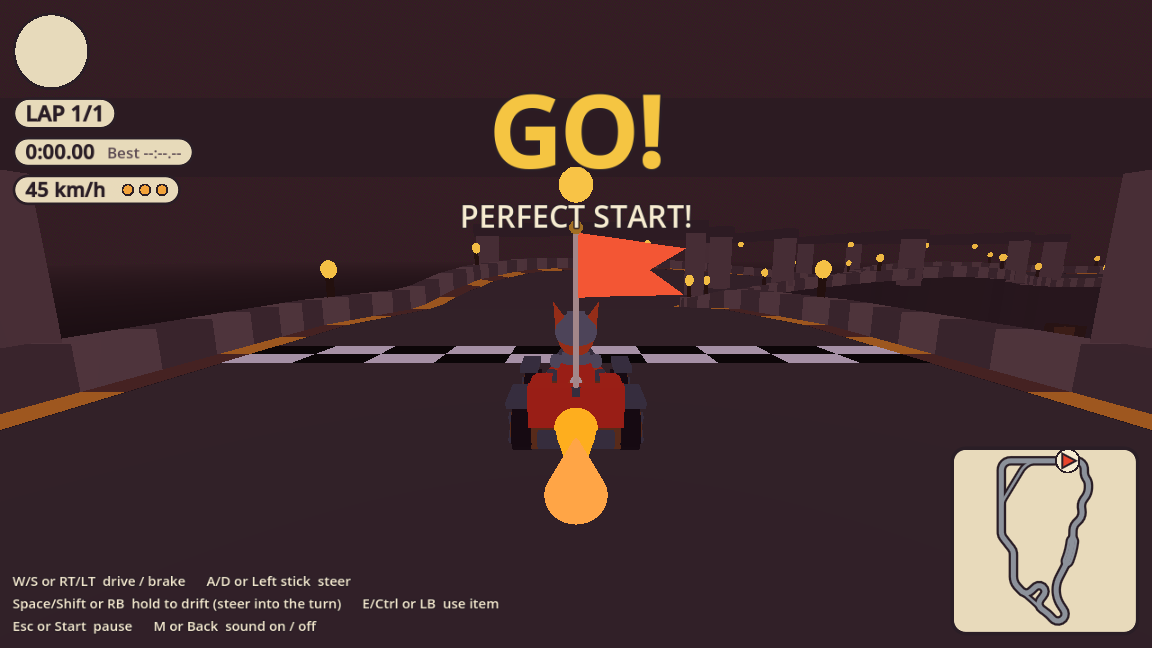 GO!
PERFECT START!
LAP 1/1
0:00.00 Best --:--.--
45 km/h
W/S or RT/LT drive / brake A/D or Left stick steer
Space/Shift or RB hold to drift (steer into the turn) E/Ctrl or LB use item
Esc or Start pause M or Back sound on / off